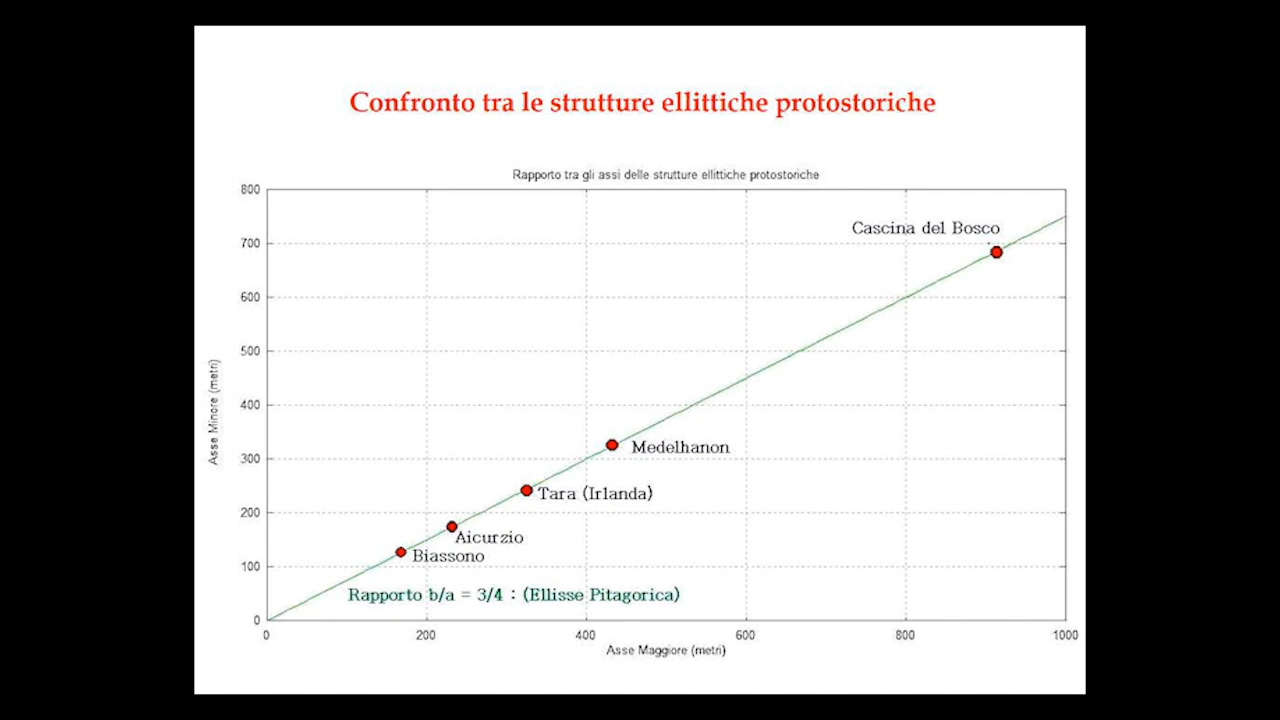 Confronto tra le strutture ellittiche protostoriche
Rapporto tra gli assi delle strutture ellittiche protostoriche
800
700
600
500
400
300
200
100
0
Asse Minore (metri)
Cascina del Bosco
Medelhanon
Tara (Irlanda)
Aicurzio
Biassono
Rapporto b/a = 3/4 : (Ellisse Pitagorica)
0 200 400 600 800 1000
Asse Maggiore (metri)